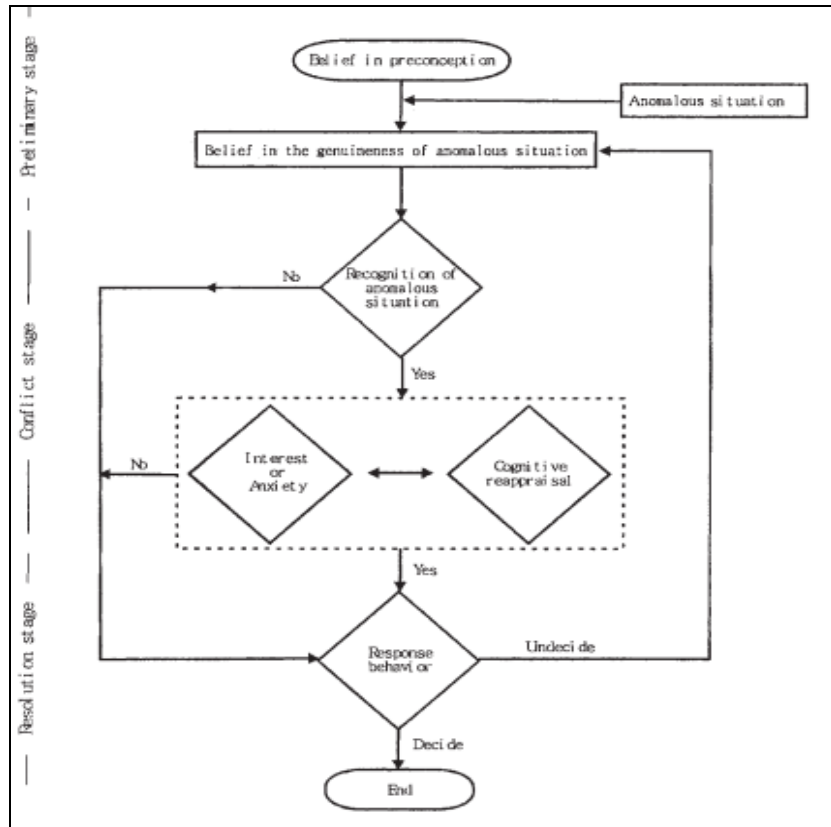 Belief in preconception
Anomalous situation
Belief in the genuineness of anomalous situation
Recognition of
anomalous
situation
No
Yes
Interest
or
Anxiety
Cognitive
reappraisal
No
Yes
Response
behavior
Undecide
Decide
End
Preliminary stage
Conflict stage
Resolution stage